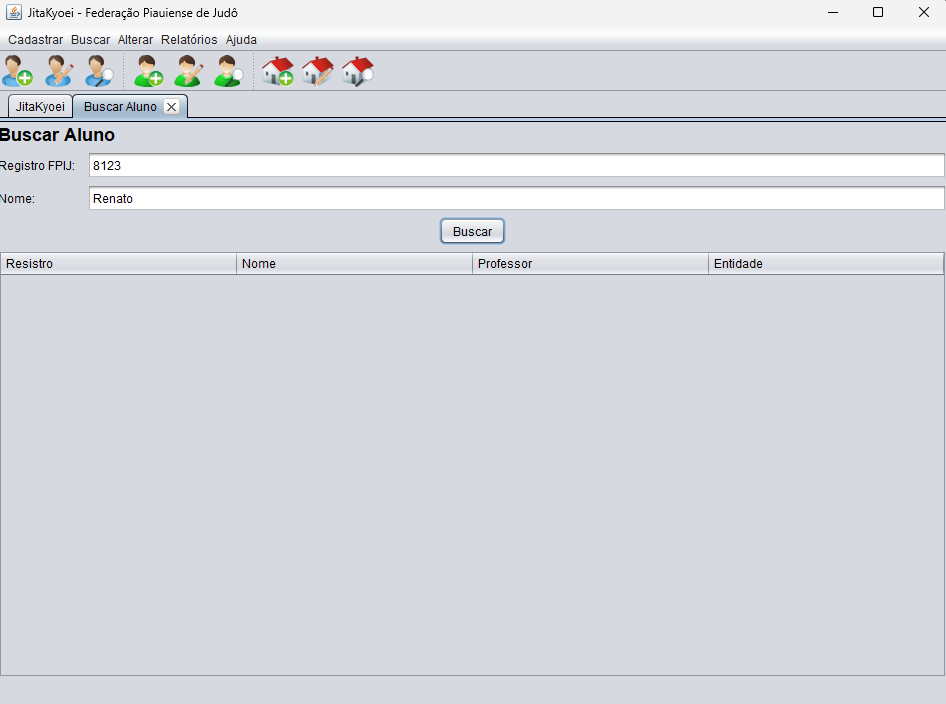 JitaKyoei - Federação Piauiense de Judô
Cadastrar Buscar Alterar Relatórios Ajuda
JitaKyoei Buscar Aluno
Buscar Aluno
Registro FPIJ: 8123
Nome: Renato
Buscar
Resistro Nome Professor Entidade